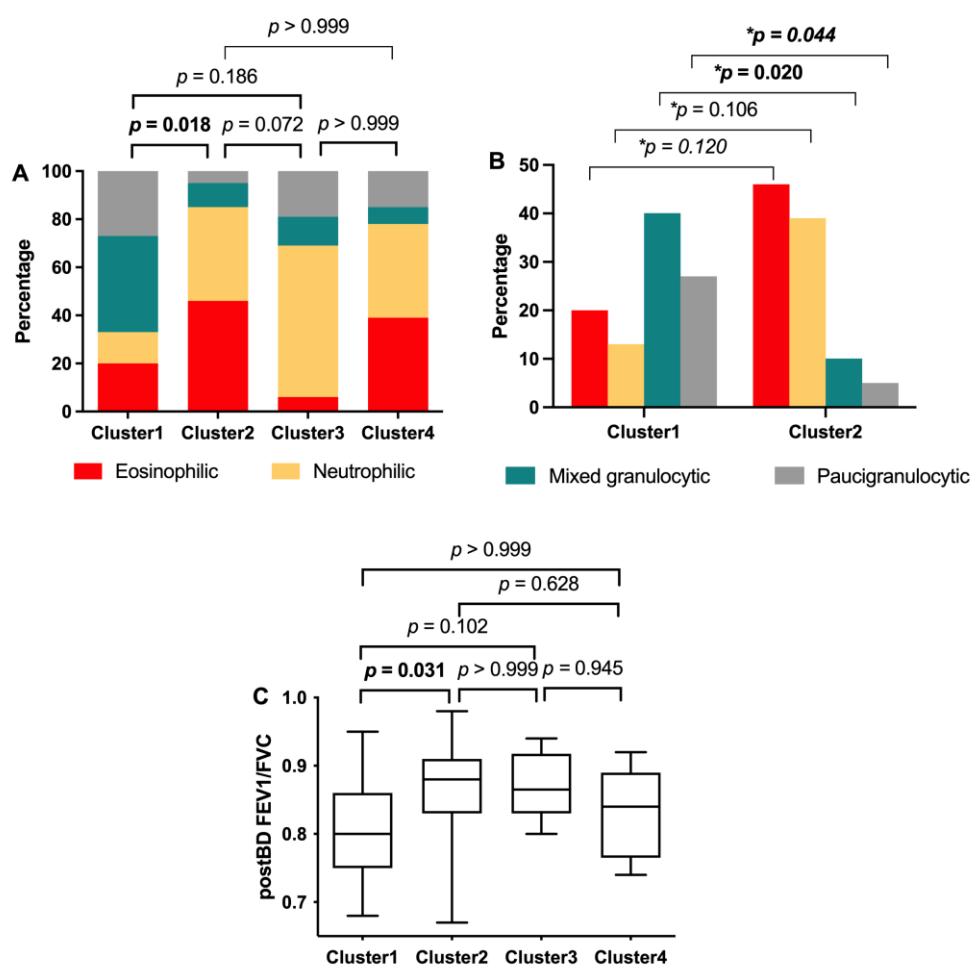 p > 0.999
p = 0.186
p = 0.018 p = 0.072 p > 0.999
A
Percentage
100
80
60
40
20
0
Cluster1 Cluster2 Cluster3 Cluster4
*p = 0.044
*p = 0.020
*p = 0.106
*p = 0.120
B
Percentage
50
40
30
20
10
0
Cluster1 Cluster2
Eosinophilic Neutrophilic Mixed granulocytic Paucigranulocytic
p > 0.999
p = 0.628
p = 0.102
p = 0.031 p > 0.999 p = 0.945
C
postBD FEV1/FVC
1.0
0.9
0.8
0.7
Cluster1 Cluster2 Cluster3 Cluster4